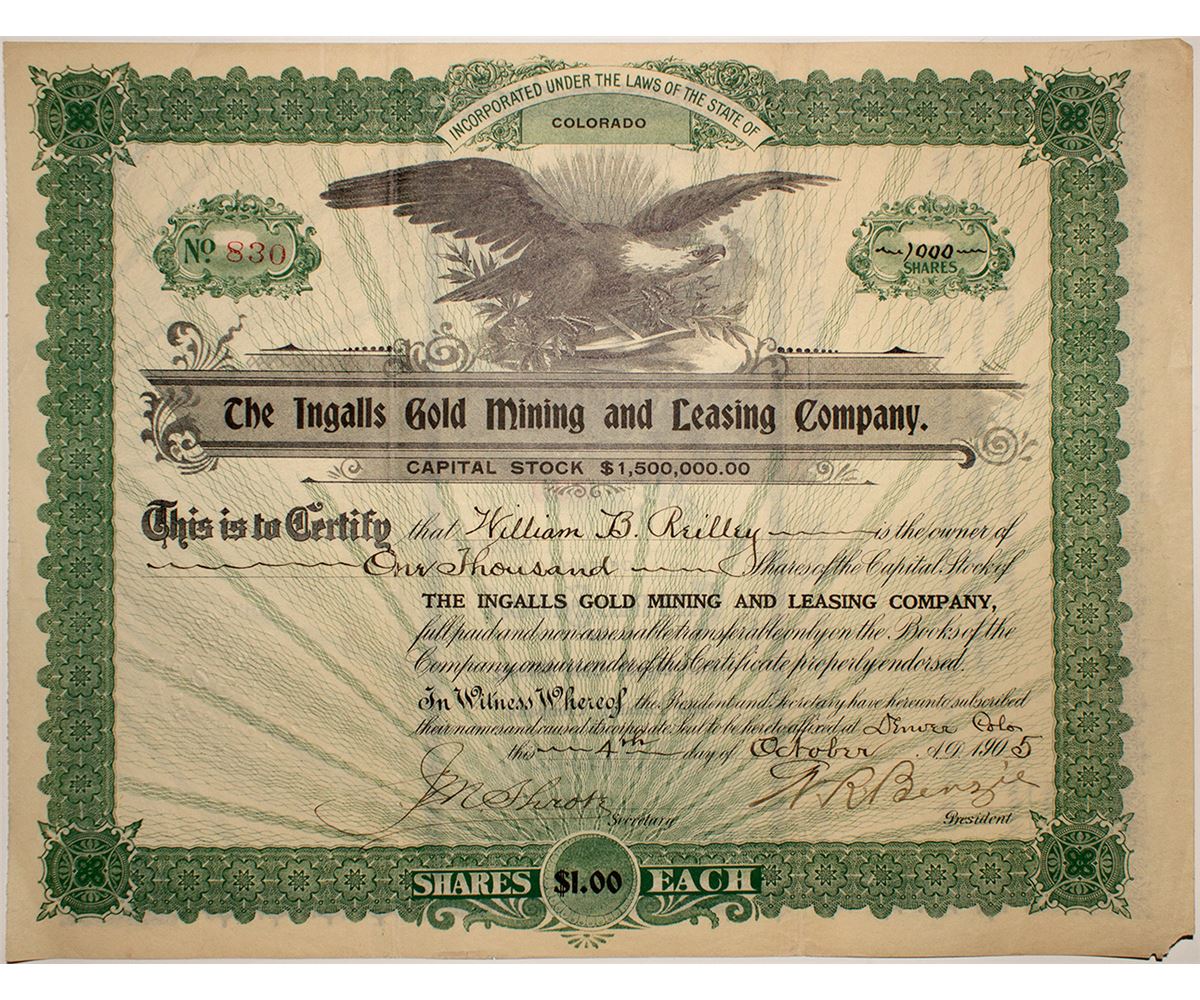 INCORPORATED UNDER THE LAWS OF THE STATE OF
COLORADO
No. 830
1000
SHARES
The Ingalls Gold Mining and Leasing Company.
CAPITAL STOCK $1,500,000.00
This is to Certify that William B. Reilley is the owner of
One Thousand Shares of the Capital Stock of
THE INGALLS GOLD MINING AND LEASING COMPANY,
full paid and non assessable transferable only on the Books of the
Company on surrender of this Certificate properly endorsed.
In Witness Whereof, the President and Secretary have hereunto subscribed
their names and caused its corporate Seal to be hereto affixed at Denver Colo
this 4th day of October A.D. 1905
J M
Secretary
R Benzie
President
SHARES $1.00 EACH